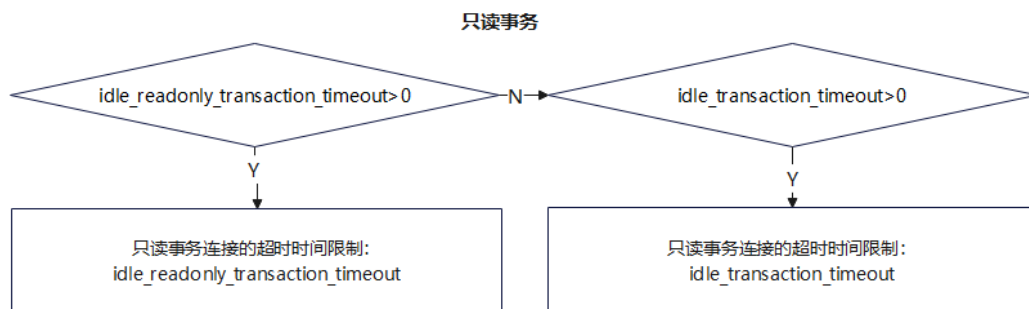 只读事务
idle_readonly_transaction_timeout>0
N
idle_transaction_timeout>0
Y
Y
只读事务连接的超时时间限制：
idle_readonly_transaction_timeout
只读事务连接的超时时间限制：
idle_transaction_timeout